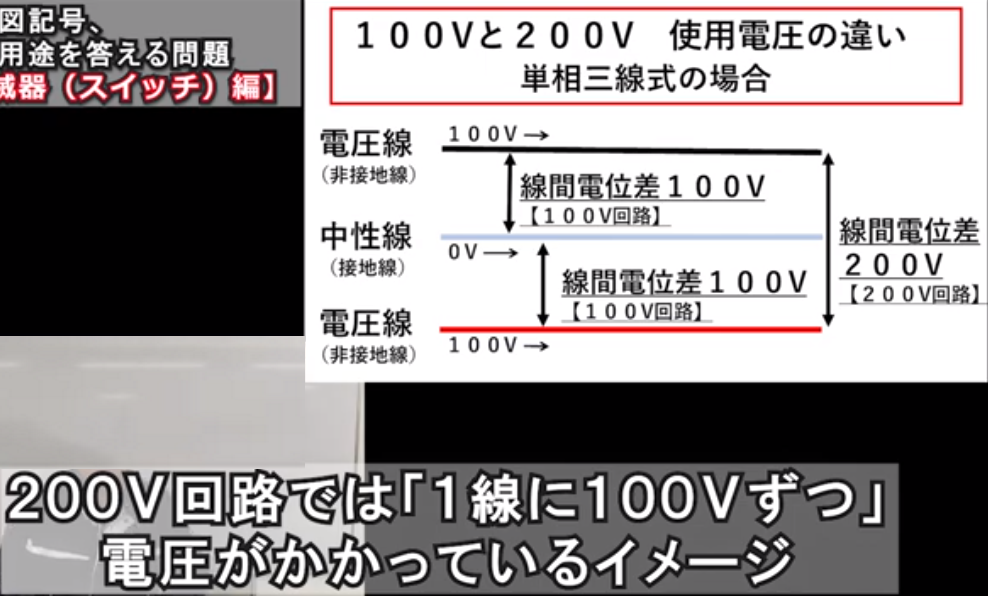 図記号、
用途を答える問題
滅器（スイッチ）編】
１００Vと２００V　使用電圧の違い
単相三線式の場合
電圧線
（非接地線）
１００V→
線間電位差１００V
【１００V回路】
中性線
（接地線）
０V→
線間電位差１００V
【１００V回路】
線間電位差
２００V
【２００V回路】
電圧線
（非接地線）
１００V→
200V回路では｢1線に100Vずつ」
電圧がかかっているイメージ